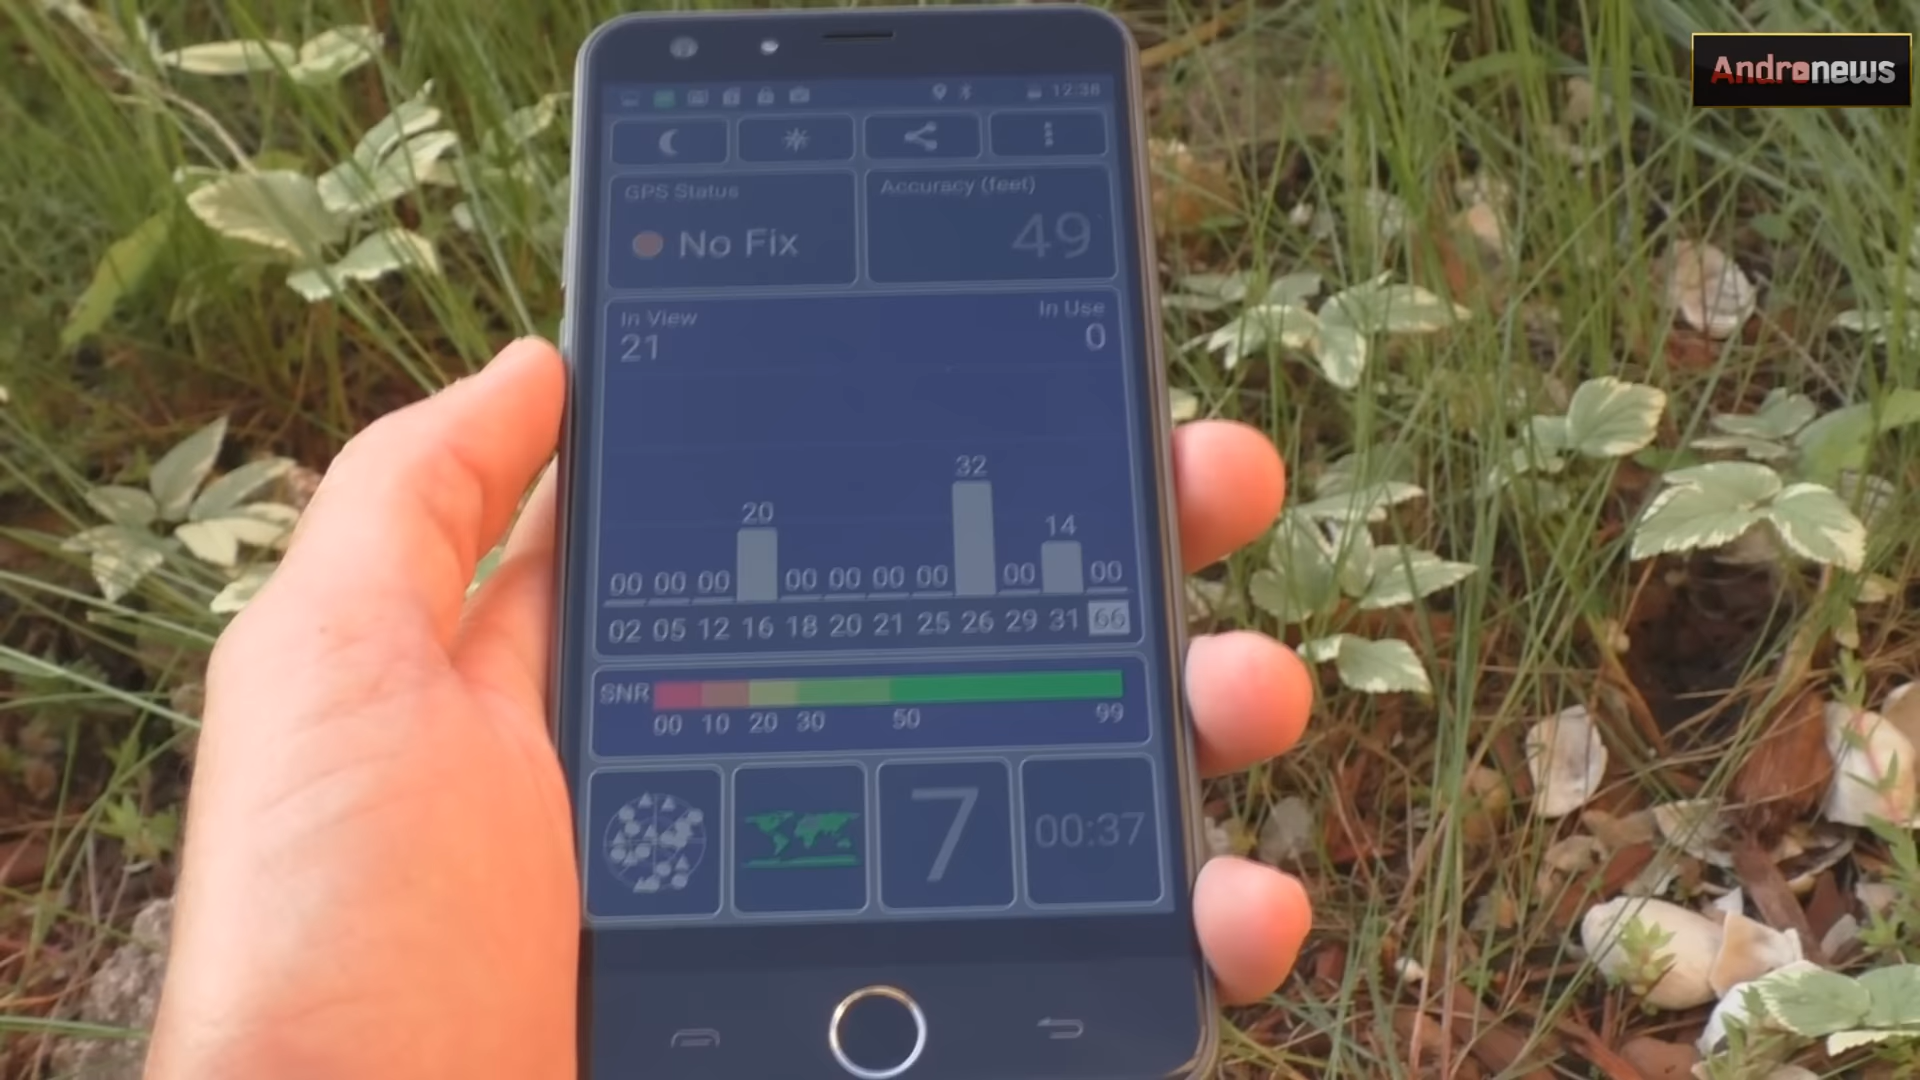 Andronews
12:38
GPS Status
No Fix
Accuracy (feet)
49
In View
21
In Use
0
20
32
14
00 00 00 00 00 00 00 00 00
02 05 12 16 18 20 21 25 26 29 31 66
SNR
00 10 20 30 50 99
7
00:37